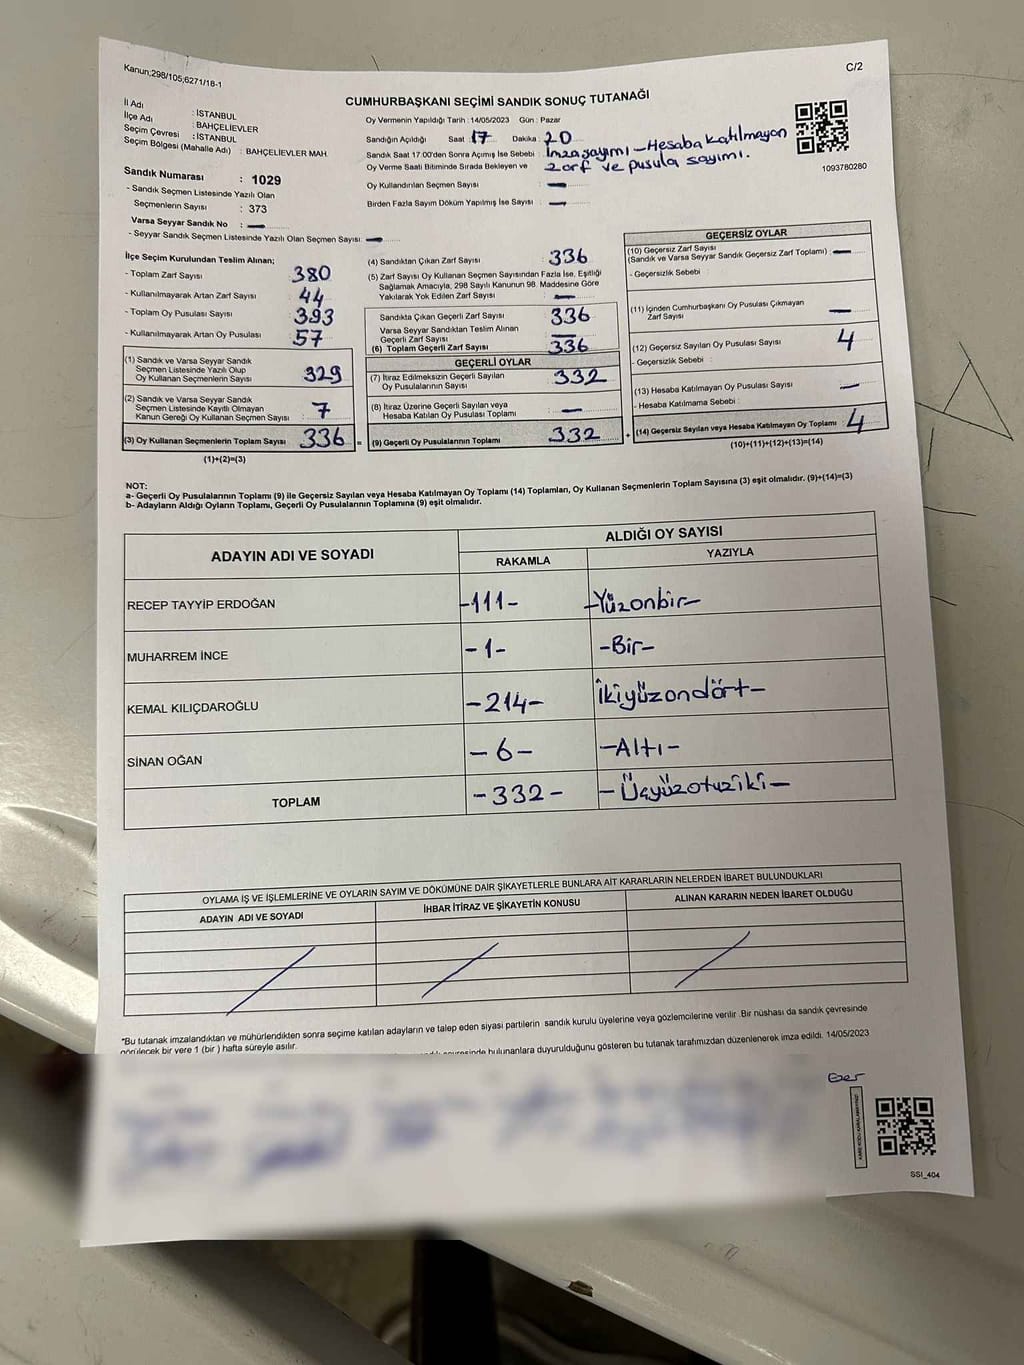 Kanun;298/105;6271/18-1
C/2
CUMHURBAŞKANI SEÇİMİ SANDIK SONUÇ TUTANAĞI
İl Adı : İSTANBUL
İlçe Adı : BAHÇELİEVLER
Seçim Çevresi : İSTANBUL
Seçim Bölgesi (Mahalle Adı) : BAHÇELİEVLER MAH.
Sandık Numarası : 1029
- Sandık Seçmen Listesinde Yazılı Olan
Seçmenlerin Sayısı : 373
Varsa Seyyar Sandık No : —
- Seyyar Sandık Seçmen Listesinde Yazılı Olan Seçmen Sayısı: —
Oy Vermenin Yapıldığı Tarih : 14/05/2023 Gün : Pazar
Sandığın Açıldığı Saat : 17 Dakika : 20
Sandık Saat 17.00'den Sonra Açımış İse Sebebi : İmza sayımı - Hesaba katılmayan
Oy Verme Saati Bitiminde Sırada Bekleyen ve zarf ve pusula sayımı.
Oy Kullandırılan Seçmen Sayısı : —
Birden Fazla Sayım Döküm Yapılmış İse Sayısı : —
1093780280
İlçe Seçim Kurulundan Teslim Alınan;
- Toplam Zarf Sayısı 380
- Kullanılmayarak Artan Zarf Sayısı 44
- Toplam Oy Pusulası Sayısı 393
- Kullanılmayarak Artan Oy Pusulası 57
(1) Sandık ve Varsa Seyyar Sandık
Seçmen Listesinde Yazılı Olup
Oy Kullanan Seçmenlerin Sayısı 329
(2) Sandık ve Varsa Seyyar Sandık
Seçmen Listesinde Kayıtlı Olmayan
Kanun Gereği Oy Kullanan Seçmen Sayısı 7
(3) Oy Kullanan Seçmenlerin Toplam Sayısı 336 =
(1)+(2)=(3)
(4) Sandıktan Çıkan Zarf Sayısı 336
(5) Zarf Sayısı Oy Kullanan Seçmen Sayısından Fazla İse, Eşitliği
Sağlamak Amacıyla, 298 Sayılı Kanunun 98. Maddesine Göre
Yakılarak Yok Edilen Zarf Sayısı —
Sandıkta Çıkan Geçerli Zarf Sayısı 336
Varsa Seyyar Sandıktan Teslim Alınan
Geçerli Zarf Sayısı —
(6) Toplam Geçerli Zarf Sayısı 336
GEÇERLİ OYLAR
(7) İtiraz Edilmeksizin Geçerli Sayılan
Oy Pusulalarının Sayısı 332
(8) İtiraz Üzerine Geçerli Sayılan veya
Hesaba Katılan Oy Pusulası Toplamı —
(9) Geçerli Oy Pusulalarının Toplamı 332 +
GEÇERSİZ OYLAR
(10) Geçersiz Zarf Sayısı
(Sandık ve Varsa Seyyar Sandık Geçersiz Zarf Toplamı) : —
- Geçersizlik Sebebi :
(11) İçinden Cumhurbaşkanı Oy Pusulası Çıkmayan
Zarf Sayısı —
(12) Geçersiz Sayılan Oy Pusulası Sayısı 4
- Geçersizlik Sebebi :
(13) Hesaba Katılmayan Oy Pusulası Sayısı —
- Hesaba Katılmama Sebebi :
(14) Geçersiz Sayılan veya Hesaba Katılmayan Oy Toplamı : 4
(10)+(11)+(12)+(13)=(14)
NOT:
a- Geçerli Oy Pusulalarının Toplamı (9) ile Geçersiz Sayılan veya Hesaba Katılmayan Oy Toplamı (14) Toplamları, Oy Kullanan Seçmenlerin Toplam Sayısına (3) eşit olmalıdır. (9)+(14)=(3)
b- Adayların Aldığı Oyların Toplamı, Geçerli Oy Pusulalarının Toplamına (9) eşit olmalıdır.
ADAYIN ADI VE SOYADI ALDIĞI OY SAYISI
RAKAMLA YAZIYLA
RECEP TAYYİP ERDOĞAN -111- -Yüzonbir-
MUHARREM İNCE -1- -Bir-
KEMAL KILIÇDAROĞLU -214- İkiyüzondört-
SİNAN OĞAN -6- -Altı-
TOPLAM -332- -Üçyüzotuziki-
OYLAMA İŞ VE İŞLEMLERİNE VE OYLARIN SAYIM VE DÖKÜMÜNE DAİR ŞİKAYETLERLE BUNLARA AİT KARARLARIN NELERDEN İBARET BULUNDUKLARI
ADAYIN ADI VE SOYADI İHBAR İTİRAZ VE ŞİKAYETİN KONUSU ALINAN KARARIN NEDEN İBARET OLDUĞU
*Bu tutanak imzalandıktan ve mühürlendikten sonra seçime katılan adayların ve talep eden siyasi partilerin sandık kurulu üyelerine veya gözlemcilerine verilir .Bir nüshası da sandık çevresinde
görülecek bir yere 1 (bir ) hafta süreyle asılır.
bulunanlara duyurulduğunu gösteren bu tutanak tarafımızdan düzenlenerek imza edildi. 14/05/2023
SSI_404